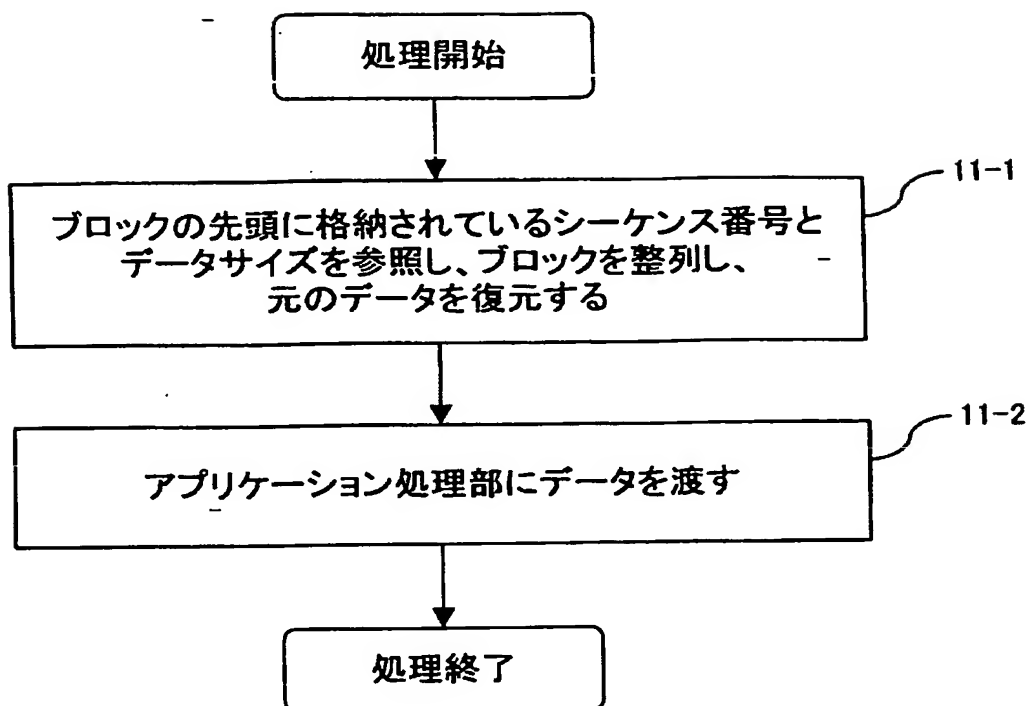 処理開始
11-1
ブロックの先頭に格納されているシーケンス番号と
データサイズを参照し、ブロックを整列し、
元のデータを復元する
11-2
アプリケーション処理部にデータを渡す
処理終了